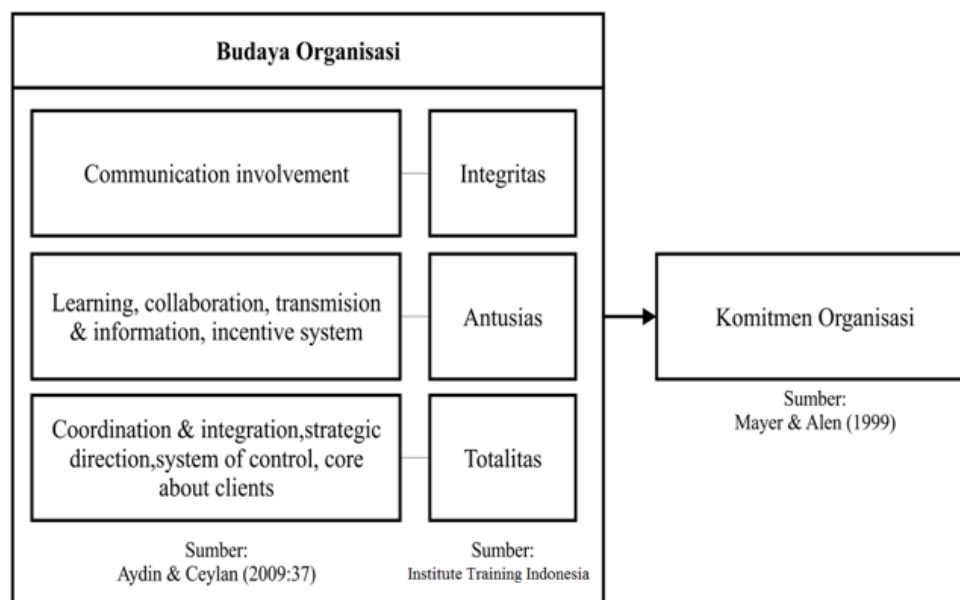 Budaya Organisasi
Communication involvement
Integritas
Learning, collaboration, transmision
& information, incentive system
Antusias
Komitmen Organisasi
Sumber:
Mayer & Alen (1999)
Coordination & integration,strategic
direction,system of control, core
about clients
Totalitas
Sumber:
Aydin & Ceylan (2009:37)
Sumber:
Institute Training Indonesia